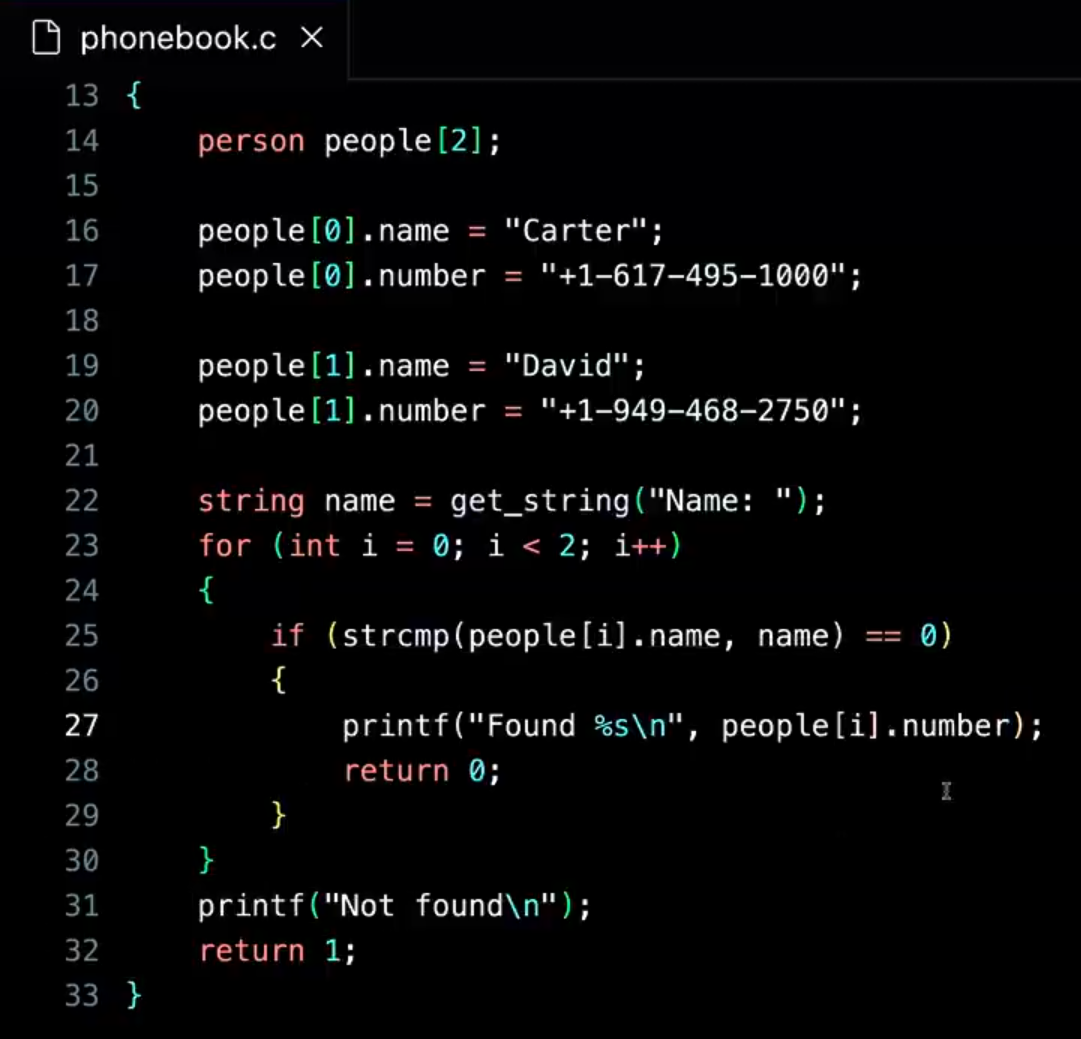 phonebook.c ×
13 {
14     person people[2];
15
16     people[0].name = "Carter";
17     people[0].number = "+1-617-495-1000";
18
19     people[1].name = "David";
20     people[1].number = "+1-949-468-2750";
21
22     string name = get_string("Name: ");
23     for (int i = 0; i < 2; i++)
24     {
25         if (strcmp(people[i].name, name) == 0)
26         {
27             printf("Found %s\n", people[i].number);
28             return 0;
29         }
30     }
31     printf("Not found\n");
32     return 1;
33 }